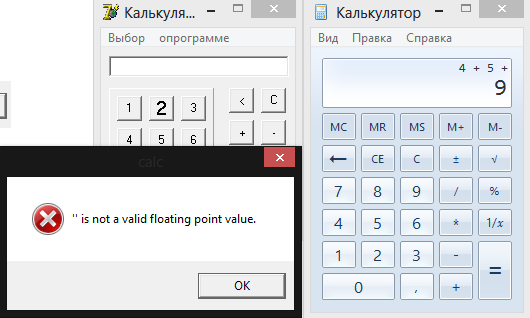 Калькуля...
Выбор опрограмме
1 2 3 < C
4 5 6 + -
calc
'' is not a valid floating point value.
OK
Калькулятор
Вид Правка Справка
4 + 5 +
9
MC MR MS M+ M-
← CE C ± √
7 8 9 / %
4 5 6 * 1/x
1 2 3 - =
0 , +